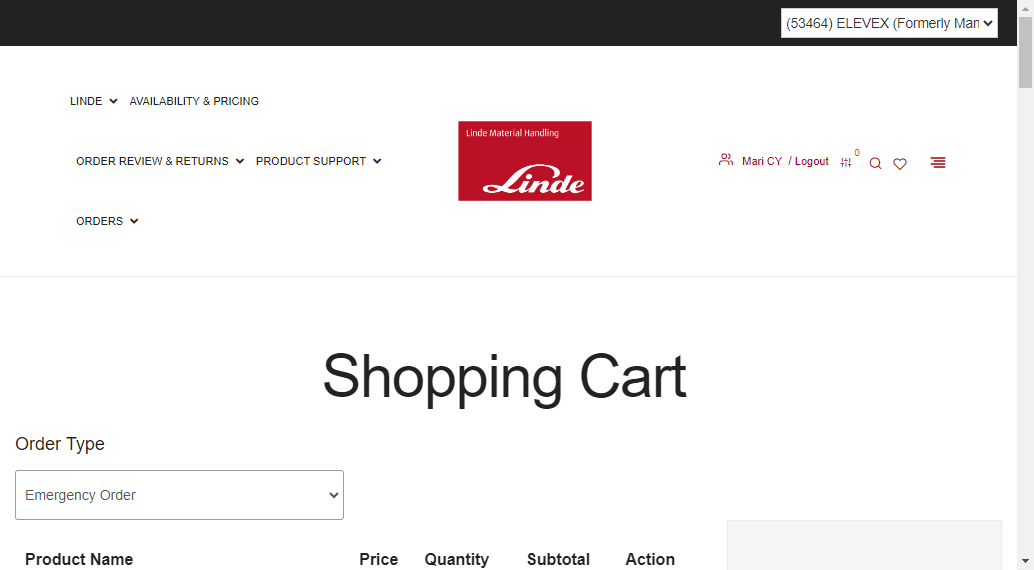 (53464) ELEVEX (Formerly Man
LINDE AVAILABILITY & PRICING
ORDER REVIEW & RETURNS PRODUCT SUPPORT
ORDERS
Linde Material Handling
Linde
Mari CY / Logout 0
Shopping Cart
Order Type
Emergency Order
Product Name Price Quantity Subtotal Action